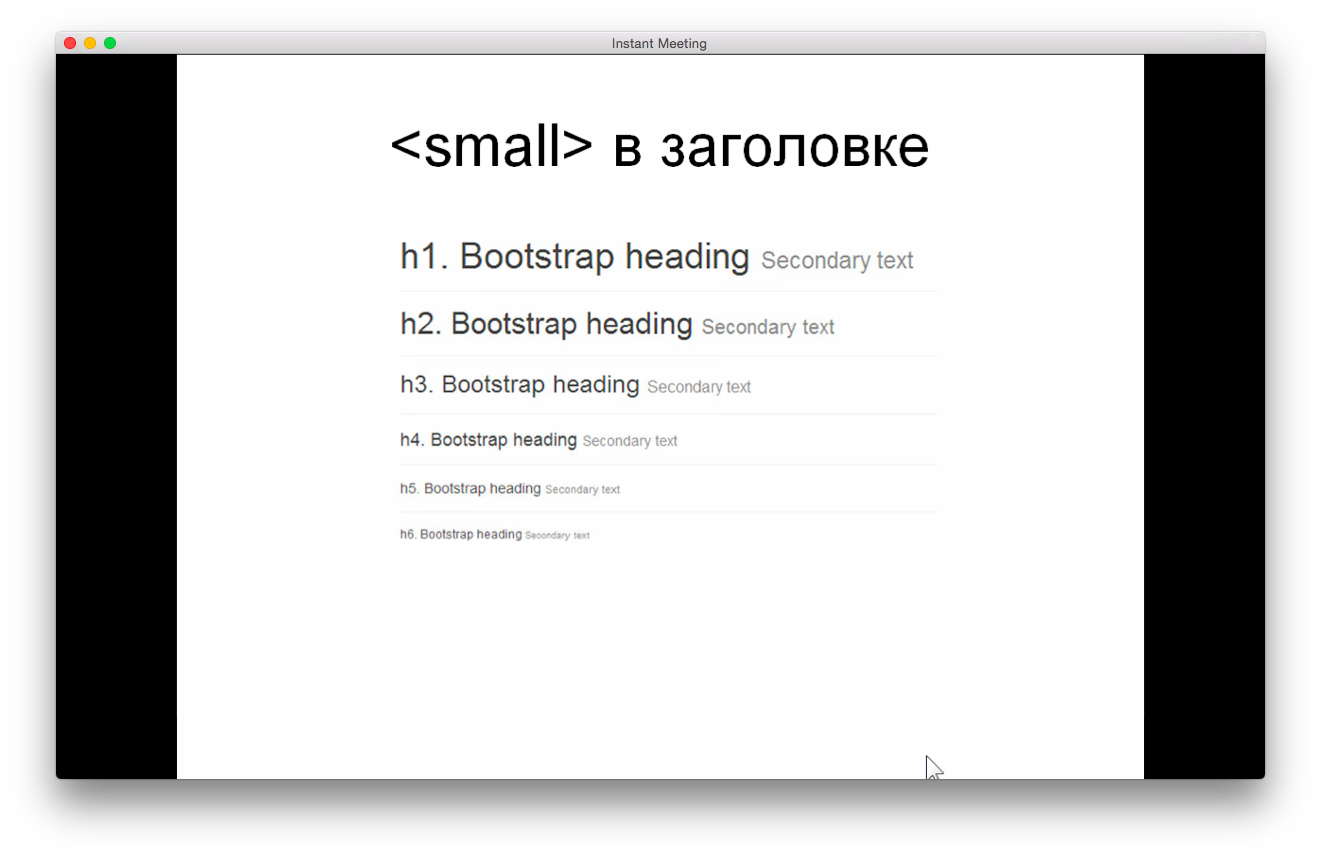 Instant Meeting
<small> в заголовке
h1. Bootstrap heading Secondary text
h2. Bootstrap heading Secondary text
h3. Bootstrap heading Secondary text
h4. Bootstrap heading Secondary text
h5. Bootstrap heading Secondary text
h6. Bootstrap heading Secondary text